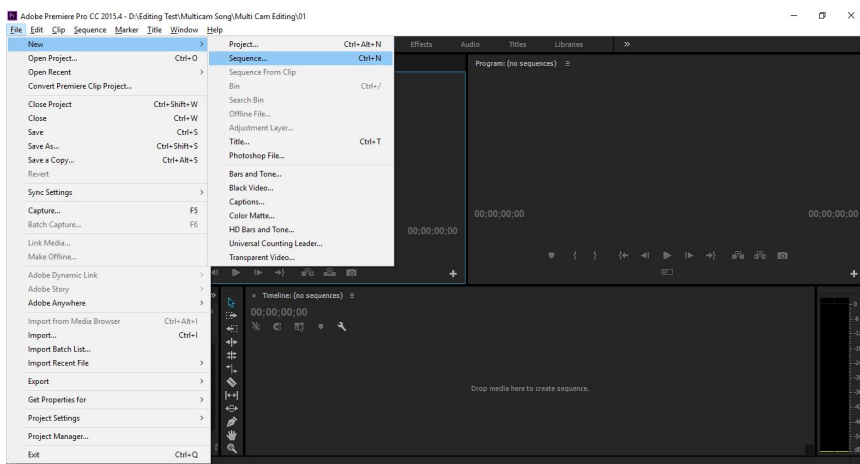 Adobe Premiere Pro CC 2015.4 - D:\Editing Test\Multicam Song\Multi Cam Editing\01
File Edit Clip Sequence Marker Title Window Help
New >
Open Project... Ctrl+O
Open Recent >
Convert Premiere Clip Project...
Close Project Ctrl+Shift+W
Close Ctrl+W
Save Ctrl+S
Save As... Ctrl+Shift+S
Save a Copy... Ctrl+Alt+S
Revert
Sync Settings >
Capture... F5
Batch Capture... F6
Link Media...
Make Offline...
Adobe Dynamic Link >
Adobe Story >
Adobe Anywhere >
Import from Media Browser Ctrl+Alt+I
Import... Ctrl+I
Import Batch List...
Import Recent File >
Export >
Get Properties for >
Project Settings >
Project Manager...
Exit Ctrl+Q
Project... Ctrl+Alt+N
Sequence... Ctrl+N
Sequence From Clip
Bin Ctrl+/
Search Bin
Offline File...
Adjustment Layer...
Title... Ctrl+T
Photoshop File...
Bars and Tone...
Black Video...
Captions...
Color Matte...
HD Bars and Tone...
Universal Counting Leader...
Transparent Video...
Effects Audio Titles Libraries >>
Program: (no sequences)
00;00;00;00
00;00;00;00 00;00;00;00
× Timeline: (no sequences)
00;00;00;00
Drop media here to create sequence.